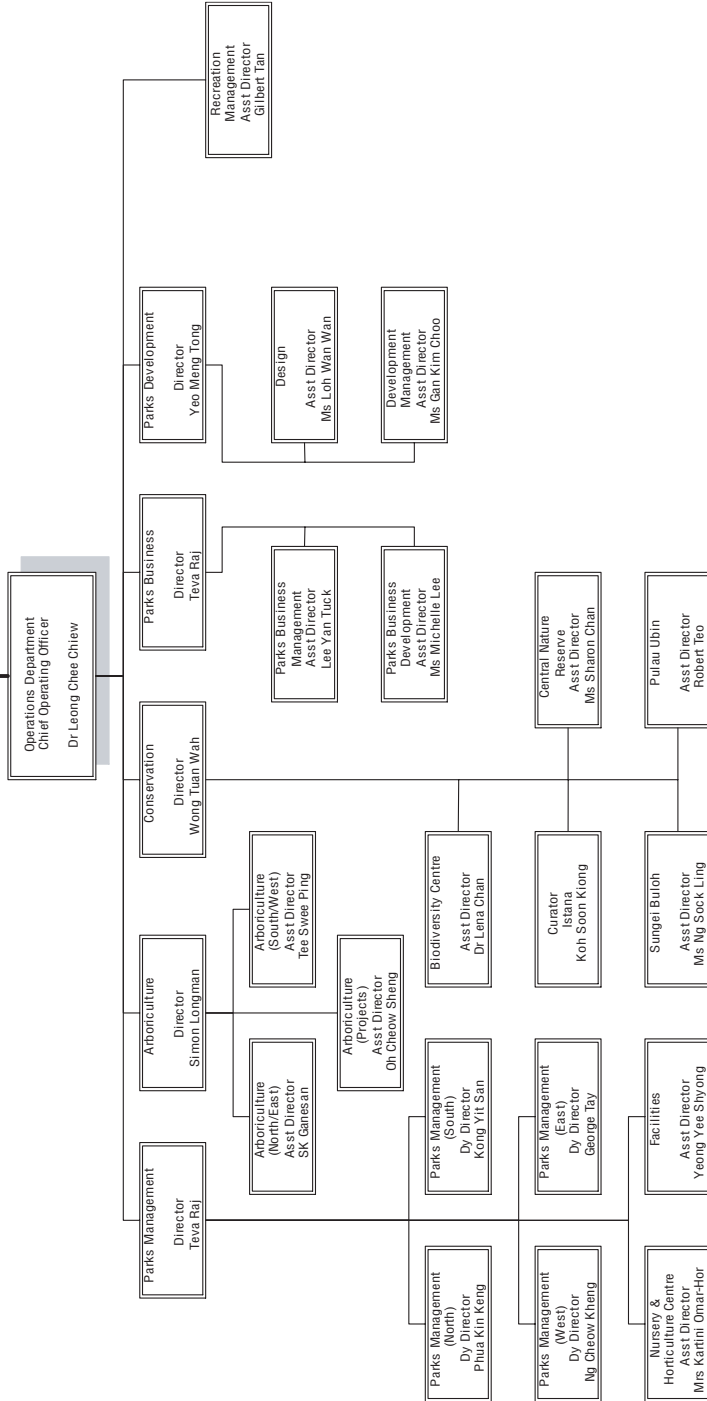 Operations Department
Chief Operating Officer
Dr Leong Chee Chiew
Parks Management
Director
Teva Raj
Arboriculture
Director
Simon Longman
Conservation
Director
Wong Tuan Wah
Parks Business
Director
Teva Raj
Parks Development
Director
Yeo Meng Tong
Recreation
Management
Asst Director
Gilbert Tan
Parks Management
(North)
Dy Director
Phua Kin Keng
Parks Management
(South)
Dy Director
Kong Yit San
Parks Management
(West)
Dy Director
Ng Cheow Kheng
Parks Management
(East)
Dy Director
George Tay
Nursery &
Horticulture Centre
Asst Director
Mrs Kartini Omar-Hor
Facilities
Asst Director
Yeong Yee Shyong
Arboriculture
(North/East)
Asst Director
SK Ganesan
Arboriculture
(South/West)
Asst Director
Tee Swee Ping
Arboriculture
(Projects)
Asst Director
Oh Cheow Sheng
Biodiversity Centre
Asst Director
Dr Lena Chan
Central Nature
Reserve
Asst Director
Ms Sharon Chan
Curator
Istana
Koh Soon Kiong
Sungei Buloh
Asst Director
Ms Ng Sock Ling
Pulau Ubin
Asst Director
Robert Teo
Parks Business
Management
Asst Director
Lee Yan Tuck
Parks Business
Development
Asst Director
Ms Michelle Lee
Design
Asst Director
Ms Loh Wan Wan
Development
Management
Asst Director
Ms Gan Kim Choo